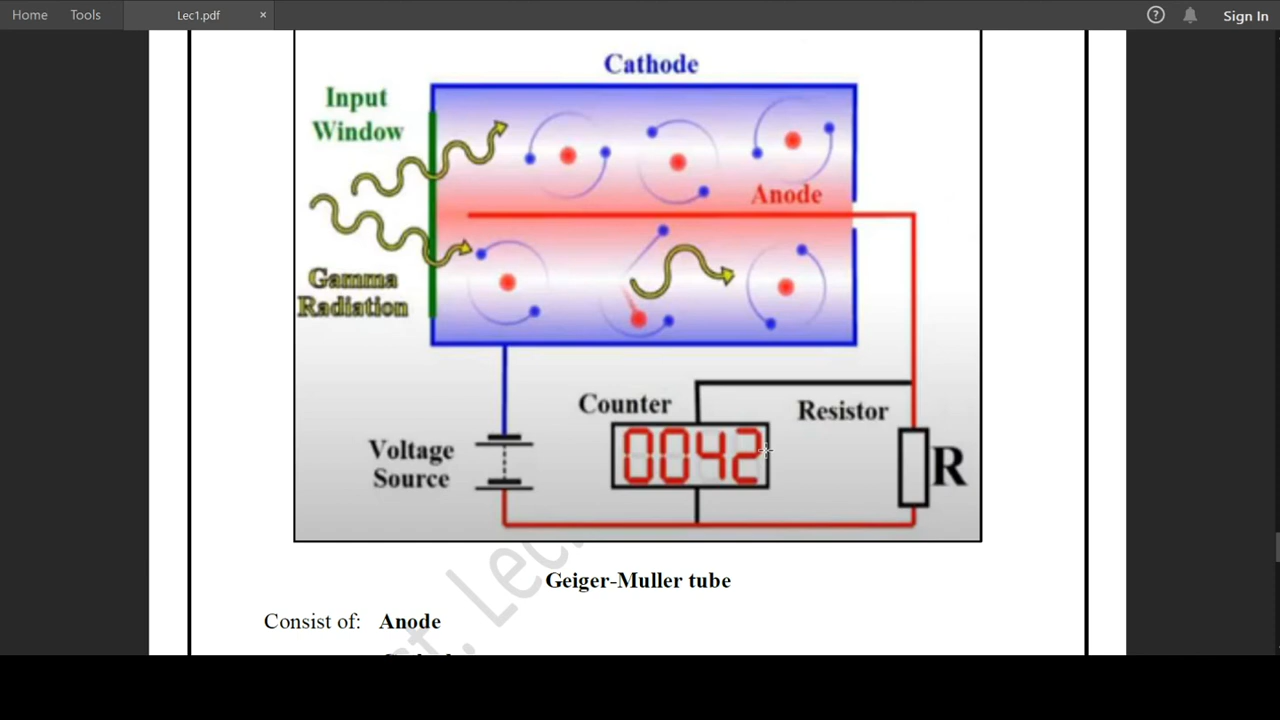 Home Tools Lec1.pdf × ? Sign In
Cathode
Input
Window
Anode
Gamma
Radiation
Counter
Resistor
0042
Voltage
Source
R
Geiger-Muller tube
Consist of: Anode